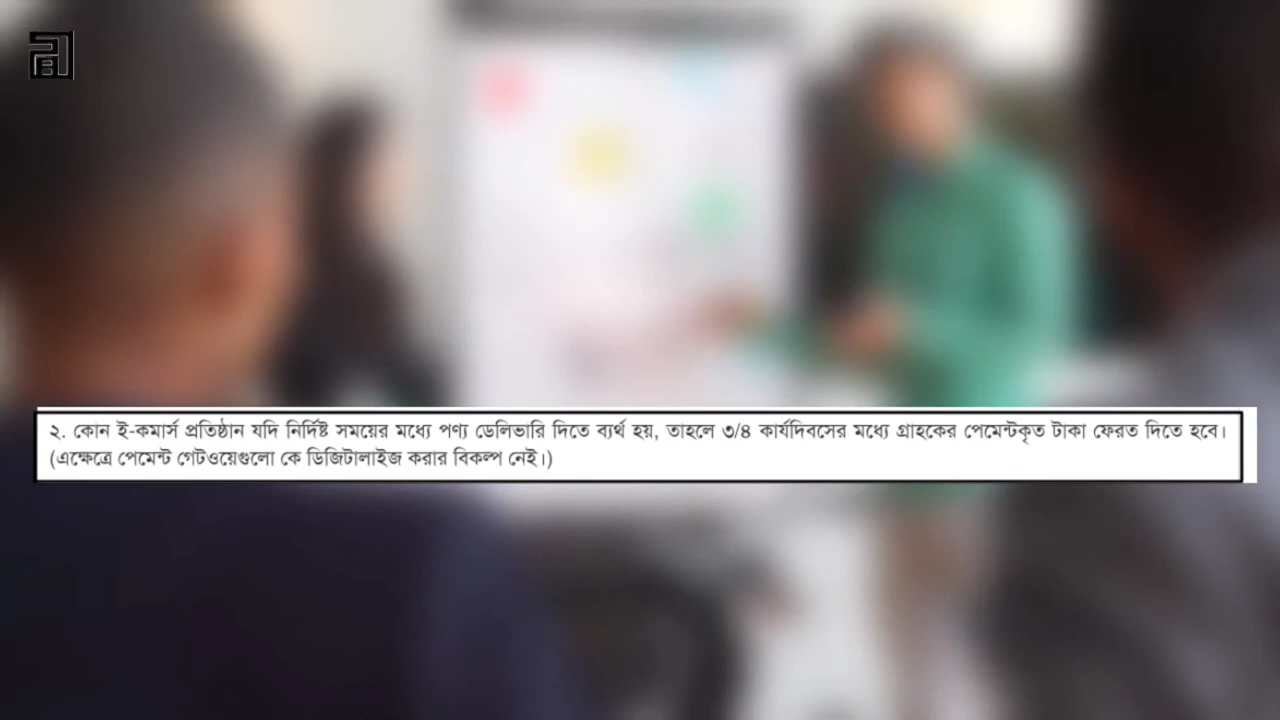 ২. কোন ই-কমার্স প্রতিষ্ঠান যদি নির্দিষ্ট সময়ের মধ্যে পণ্য ডেলিভারি দিতে ব্যর্থ হয়, তাহলে ৩/৪ কার্যদিবসের মধ্যে গ্রাহকের পেমেন্টকৃত টাকা ফেরত দিতে হবে।
(এক্ষেত্রে পেমেন্ট গেটওয়েগুলো কে ডিজিটালাইজ করার বিকল্প নেই।)